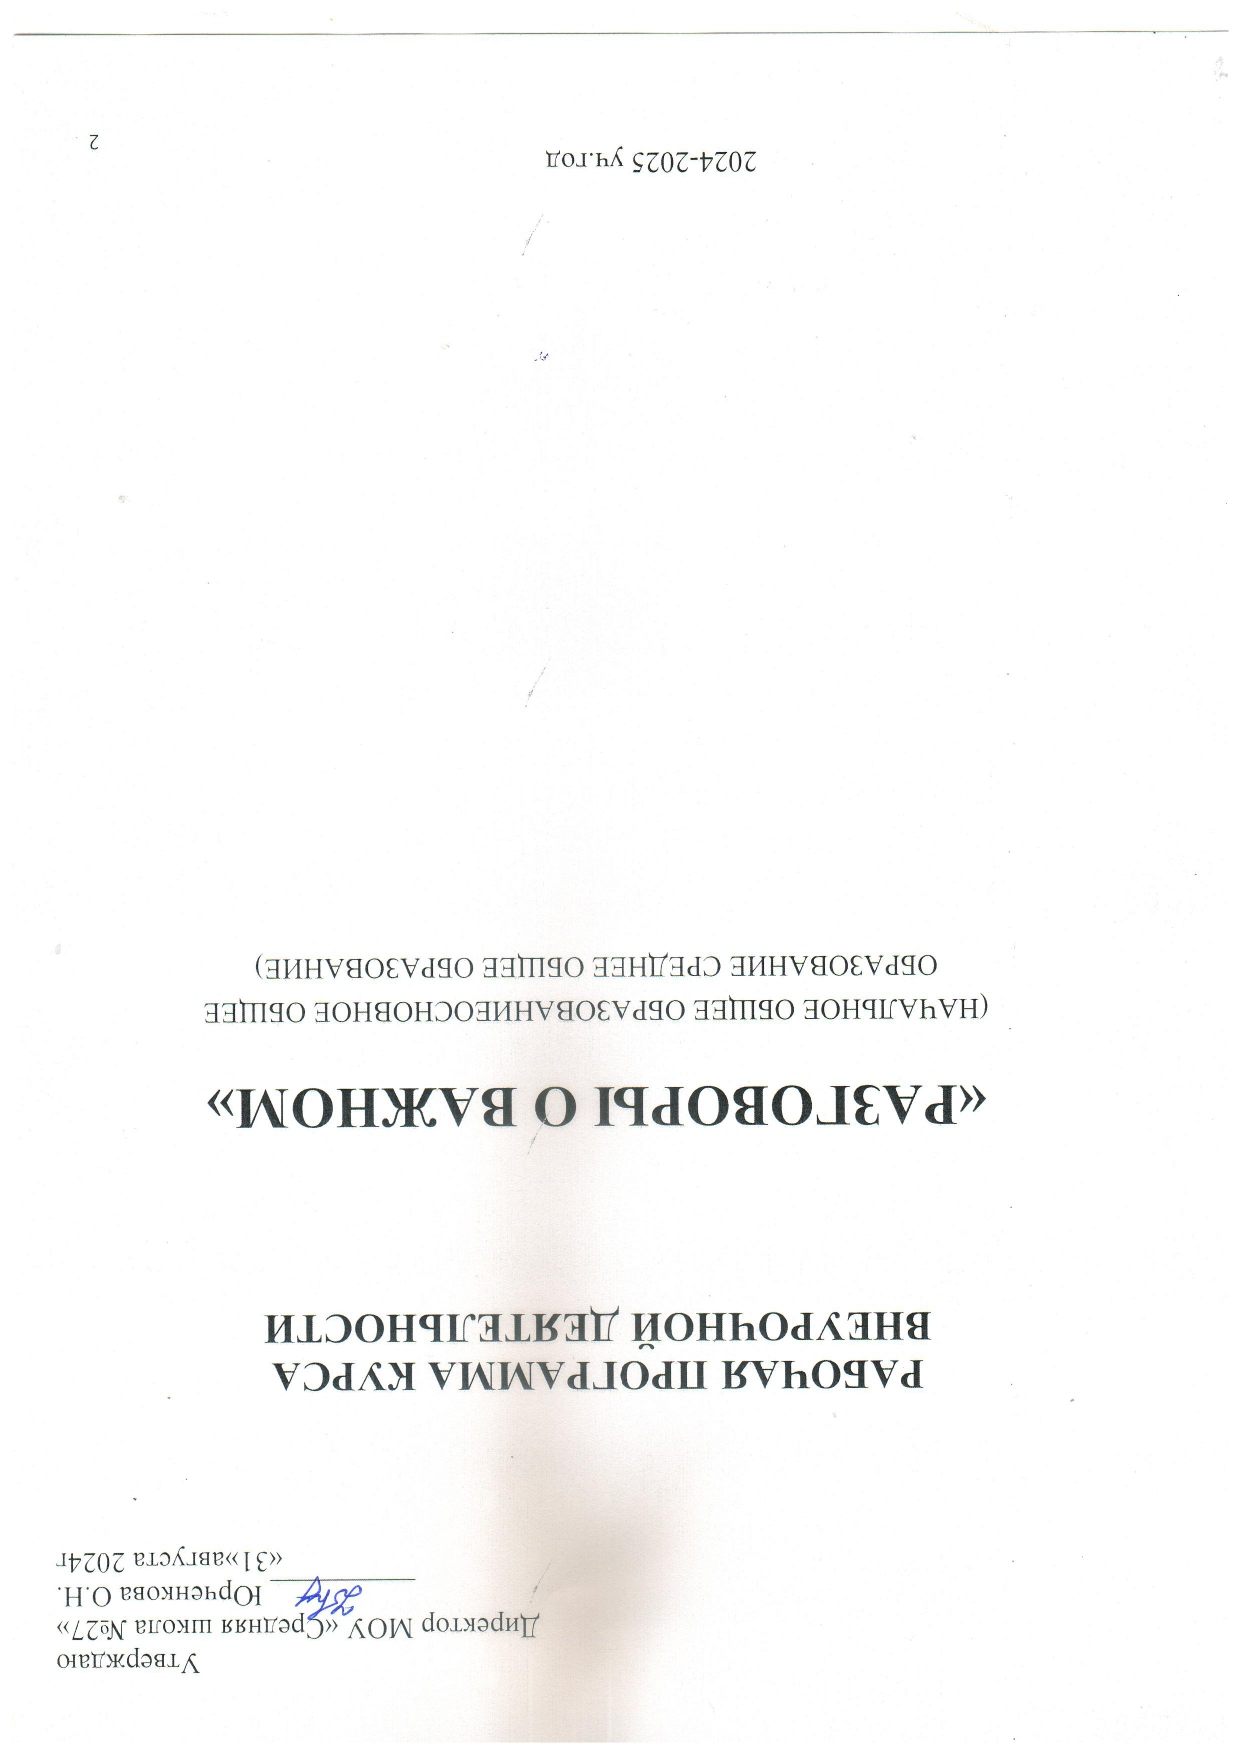 Утверждаю
Директор МОУ «Средняя школа №27»
Юрченкова О.Н.
«31»августа 2024г
РАБОЧАЯ ПРОГРАММА КУРСА
ВНЕУРОЧНОЙ ДЕЯТЕЛЬНОСТИ
«РАЗГОВОРЫ О ВАЖНОМ»
(НАЧАЛЬНОЕ ОБЩЕЕ ОБРАЗОВАНИЕОСНОВНОЕ ОБЩЕЕ
ОБРАЗОВАНИЕ СРЕДНЕЕ ОБЩЕЕ ОБРАЗОВАНИЕ)
2024-2025 уч.год
2